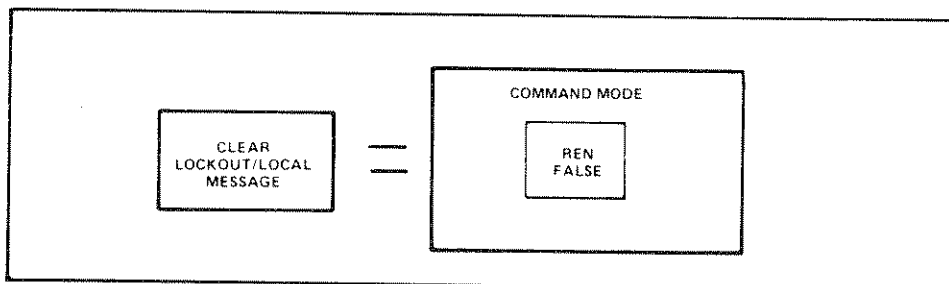 COMMAND MODE
CLEAR
LOCKOUT/LOCAL
MESSAGE
=
REN
FALSE